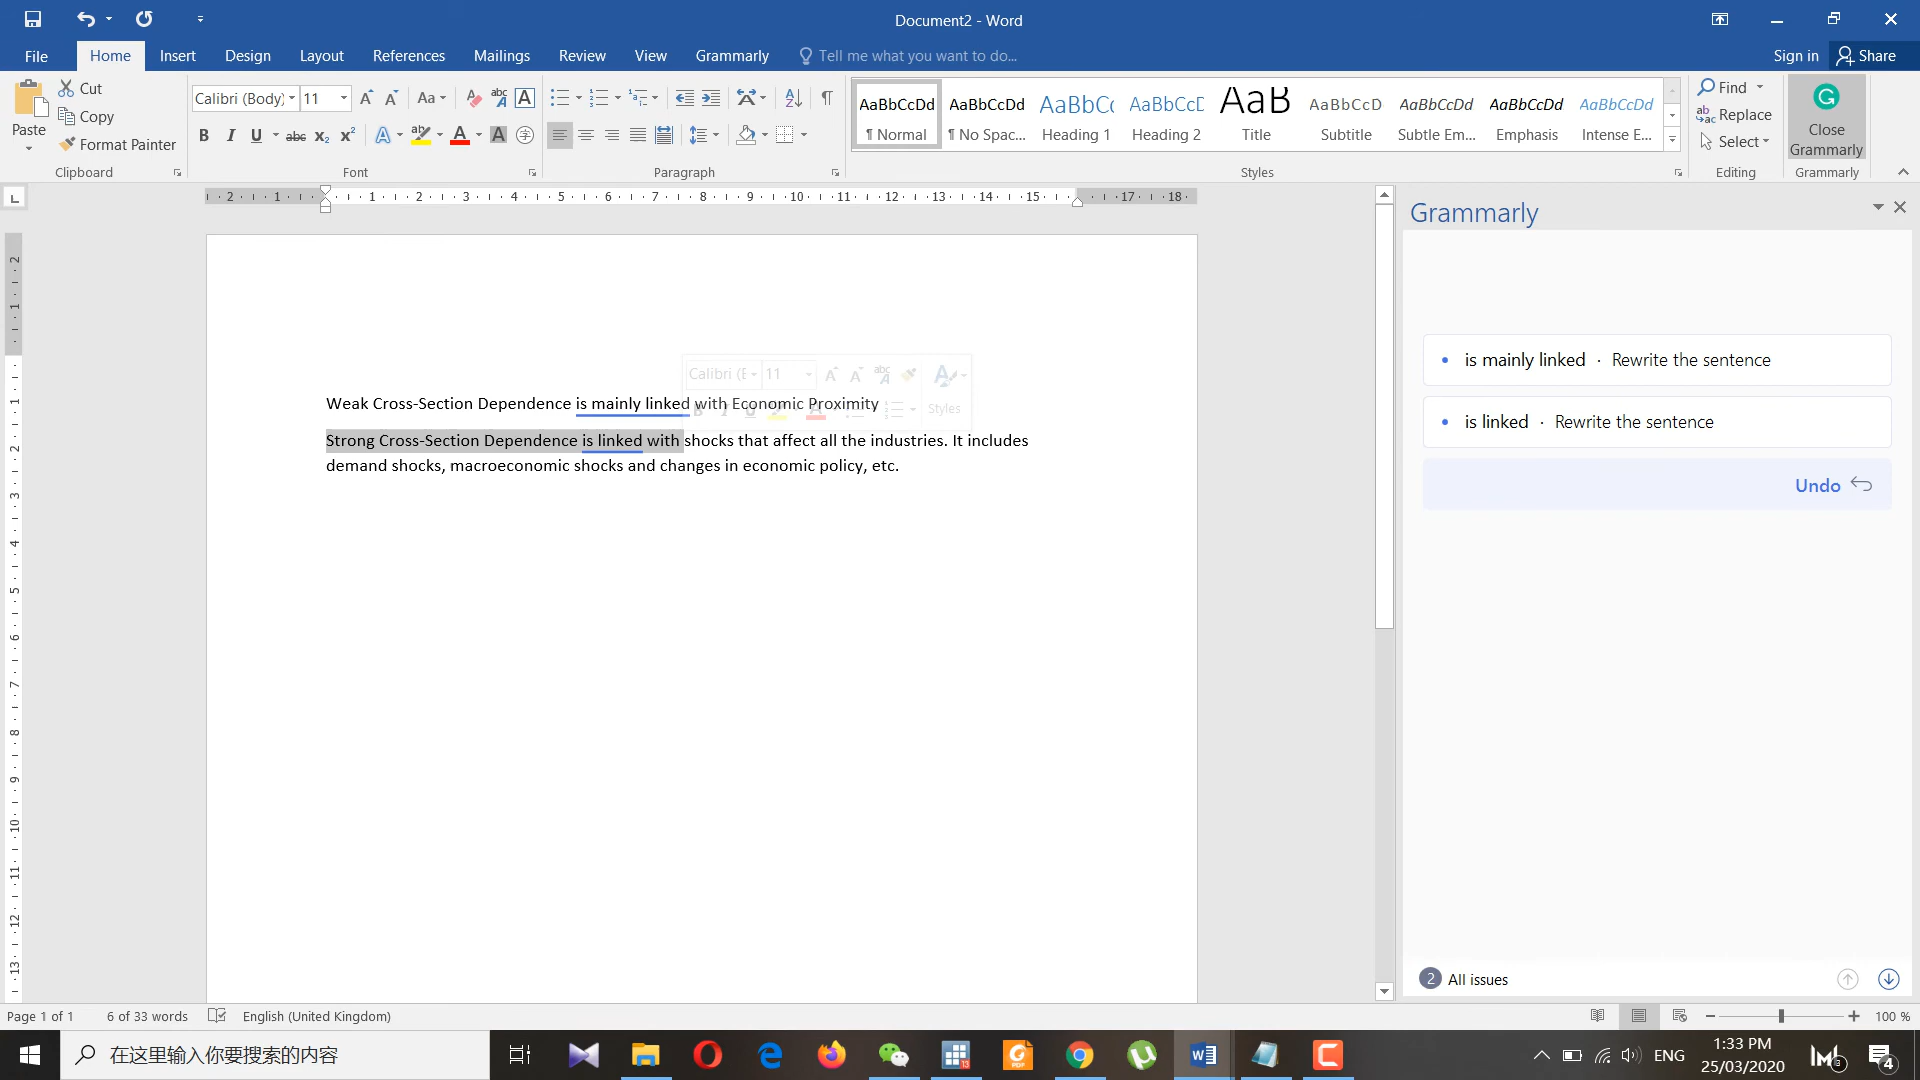 Document2 - Word
File
Home
Insert
Design
Layout
References
Mailings
Review
View
Grammarly
Tell me what you want to do...
Sign in
Share
Paste
Cut
Copy
Format Painter
Clipboard
Calibri (Body)
11
Font
Paragraph
AaBbCcDd
¶ Normal
AaBbCcDd
¶ No Spac...
AaBbCc
Heading 1
AaBbCcD
Heading 2
AaB
Title
AaBbCcD
Subtitle
AaBbCcDd
Subtle Em...
AaBbCcDd
Emphasis
AaBbCcDd
Intense E...
Styles
Find
Replace
Select
Editing
Close
Grammarly
Grammarly
Grammarly
is mainly linked · Rewrite the sentence
is linked · Rewrite the sentence
Undo
2 All issues
Calibri (E
11
Styles
Weak Cross-Section Dependence is mainly linked with Economic Proximity
Strong Cross-Section Dependence is linked with shocks that affect all the industries. It includes
demand shocks, macroeconomic shocks and changes in economic policy, etc.
Page 1 of 1
6 of 33 words
English (United Kingdom)
100 %
在这里输入你要搜索的内容
ENG
1:33 PM
25/03/2020
4